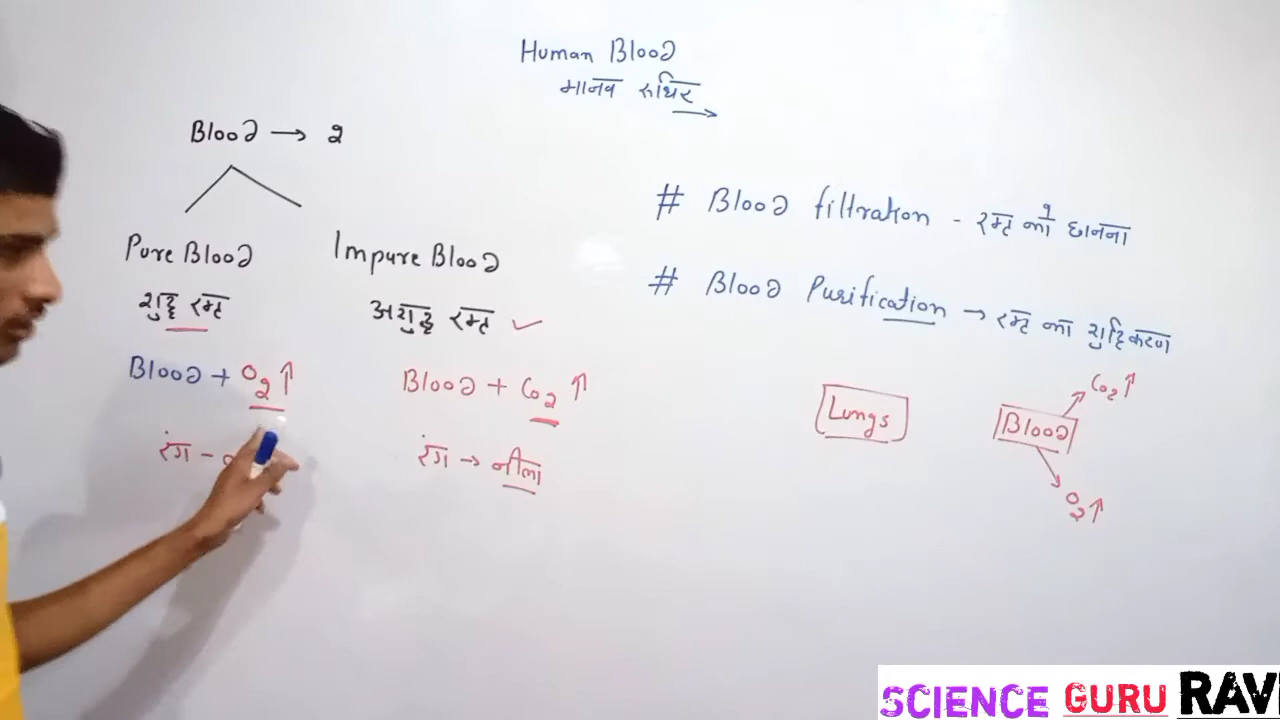 Human Blood
मानव रूधिर
Blood → 2
Pure Blood
शुद्ध रक्त
Blood + O2 ↑
रंग -
Impure Blood
अशुद्ध रक्त ✓
Blood + Co2 ↑
रंग → नीला
# Blood filtration - रक्त का छानना
# Blood Purification → रक्त का शुद्धिकरण
Lungs
Blood
Co2 ↑
O2 ↑
SCIENCE GURU RAVI